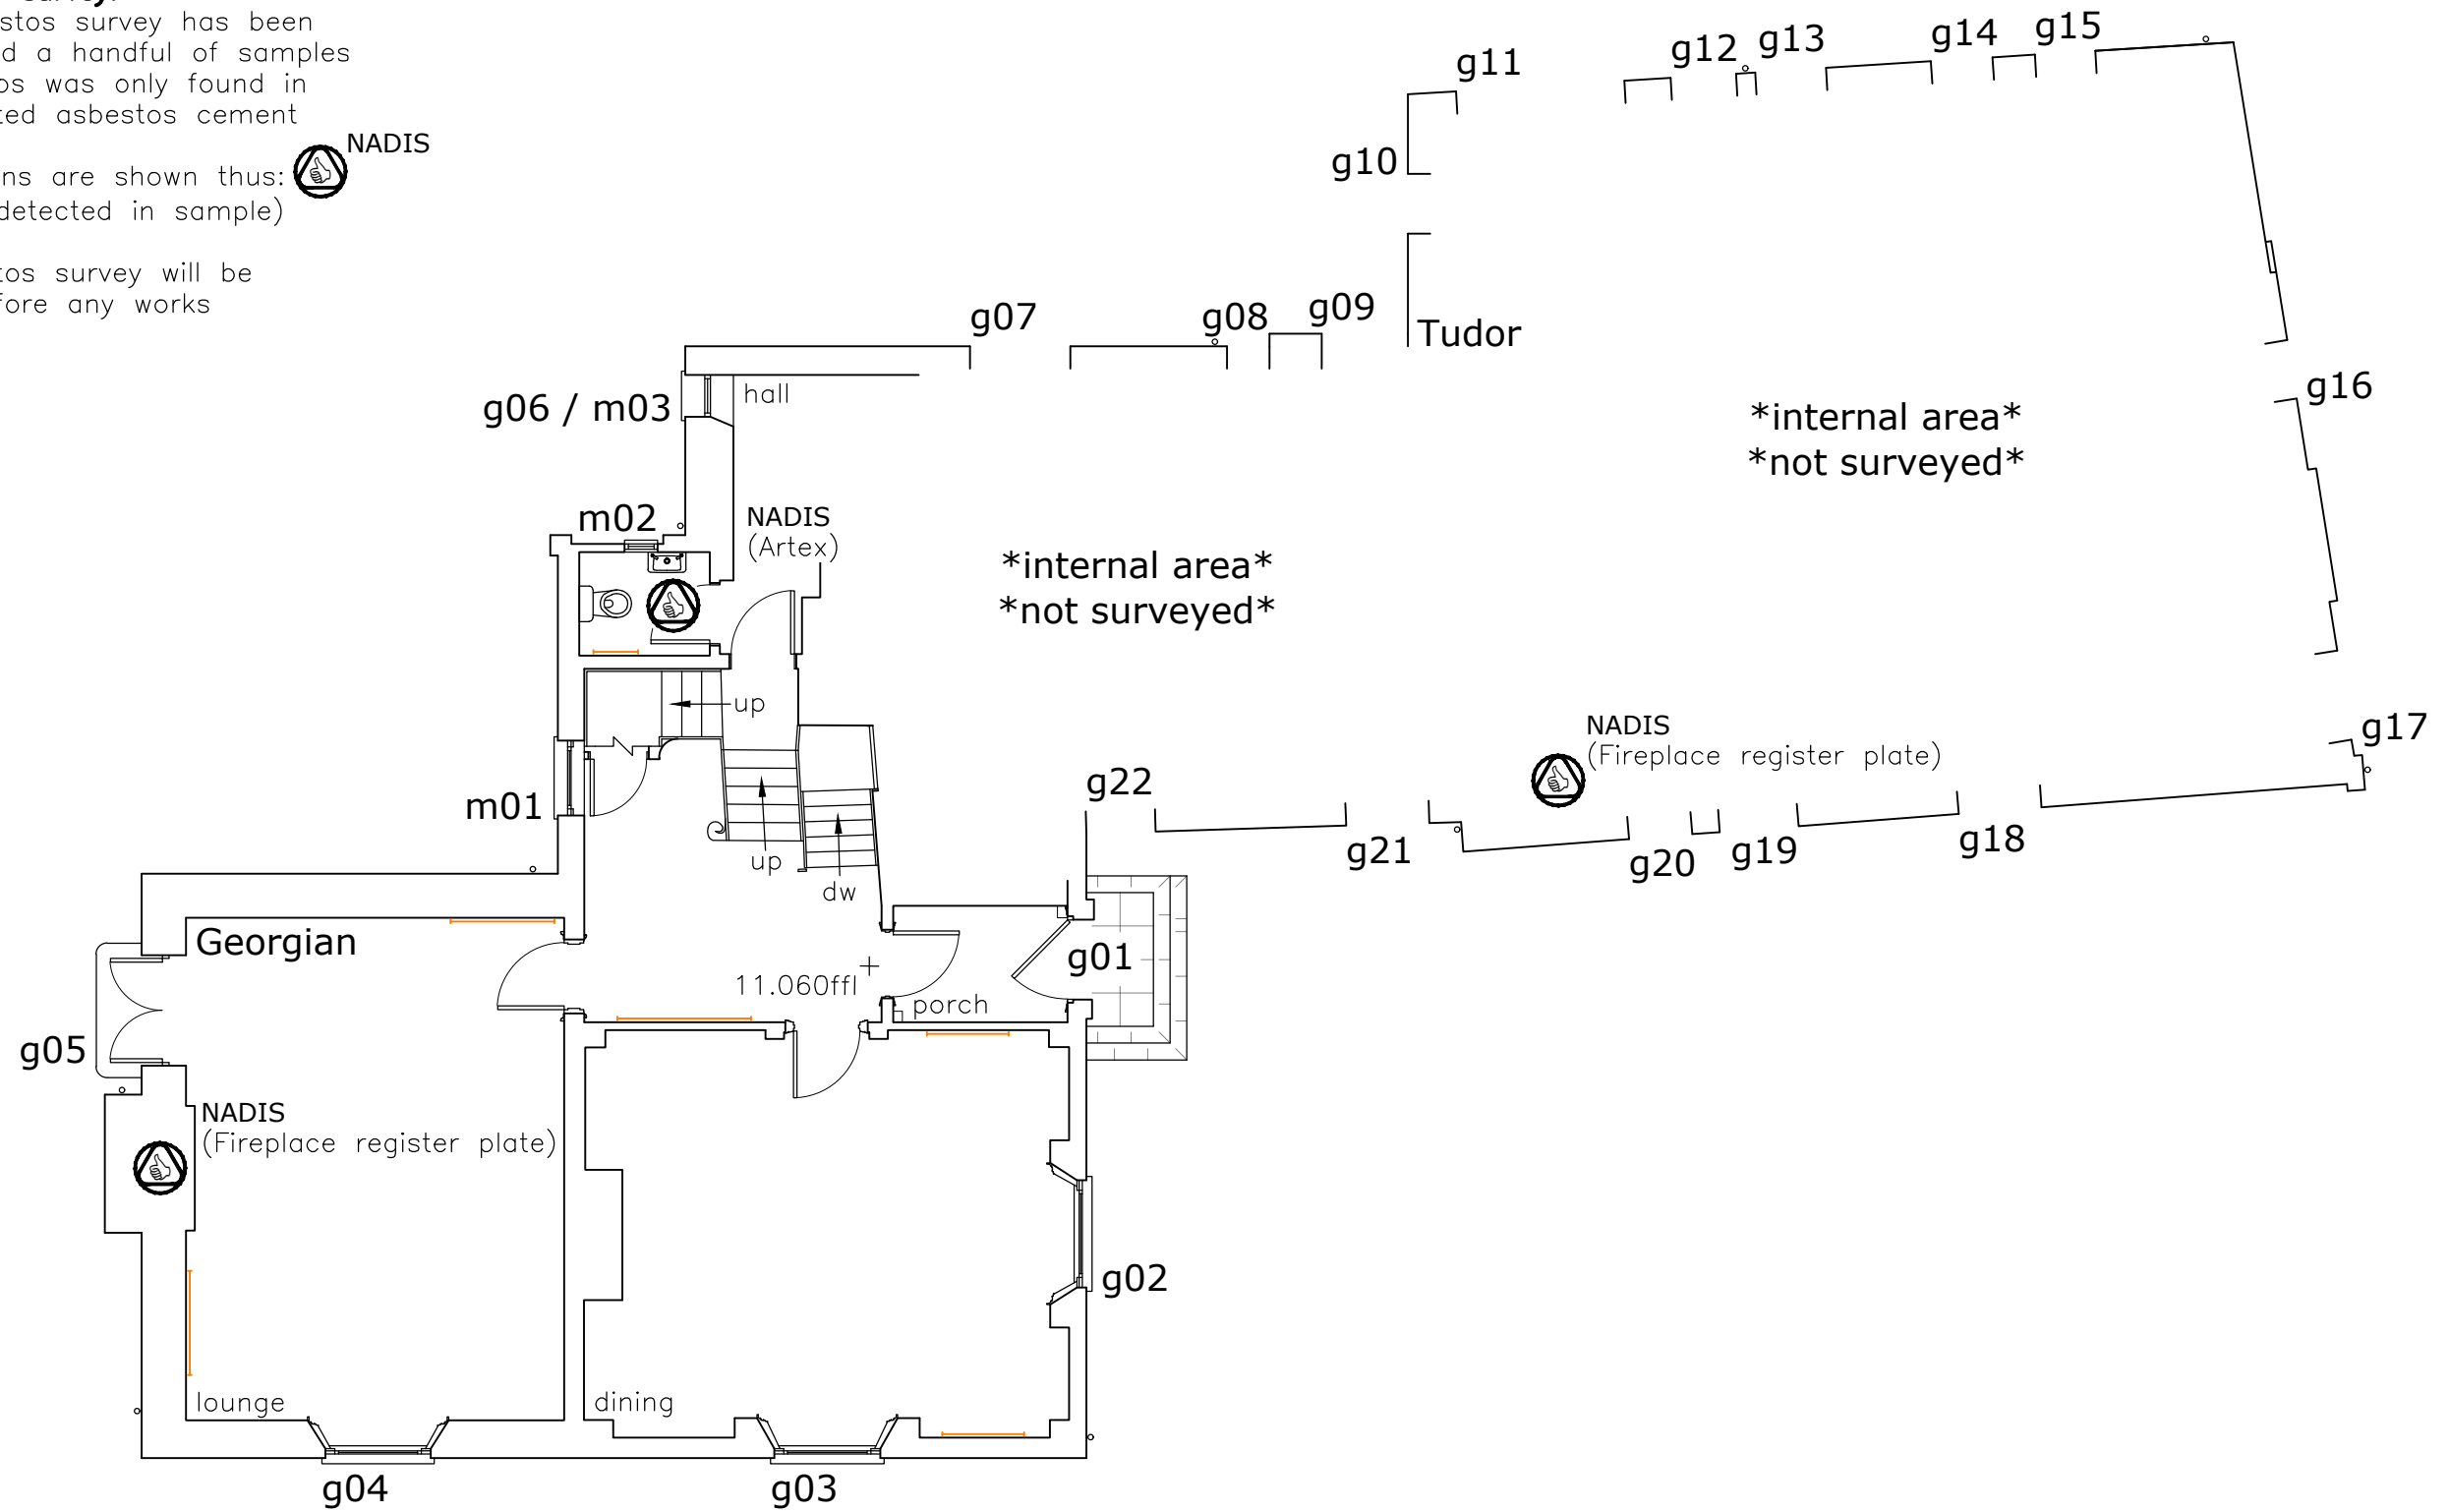 survey.
stos survey has been
d a handful of samples
os was only found in
ted asbestos cement
NADIS
ns are shown thus:
detected in sample)
tos survey will be
fore any works
g11
g12
g13
g14
g15
g10
g07
g08
g09
Tudor
g06 / m03
hall
*internal area*
*not surveyed*
g16
m02
NADIS
(Artex)
*internal area*
*not surveyed*
up
NADIS
(Fireplace register plate)
g17
m01
g22
up
dw
g21
g20
g19
g18
Georgian
g01
11.060ffl
porch
g05
NADIS
(Fireplace register plate)
g02
lounge
dining
g04
g03